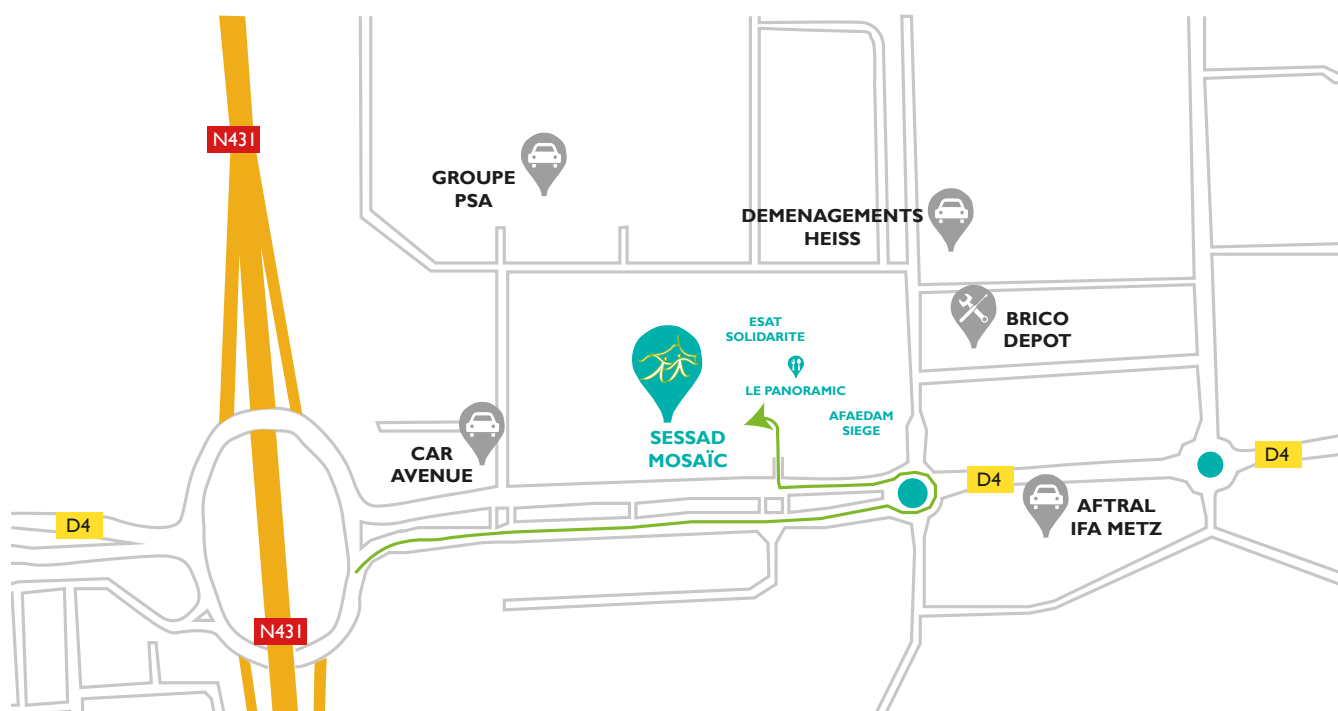 N431
GROUPE
PSA
DEMENAGEMENTS
HEISS
BRICO
DEPOT
ESAT
SOLIDARITE
LE PANORAMIC
AFAEDAM
SIEGE
SESSAD
MOSAÏC
CAR
AVENUE
D4
D4
D4
AFTRAL
IFA METZ
N431